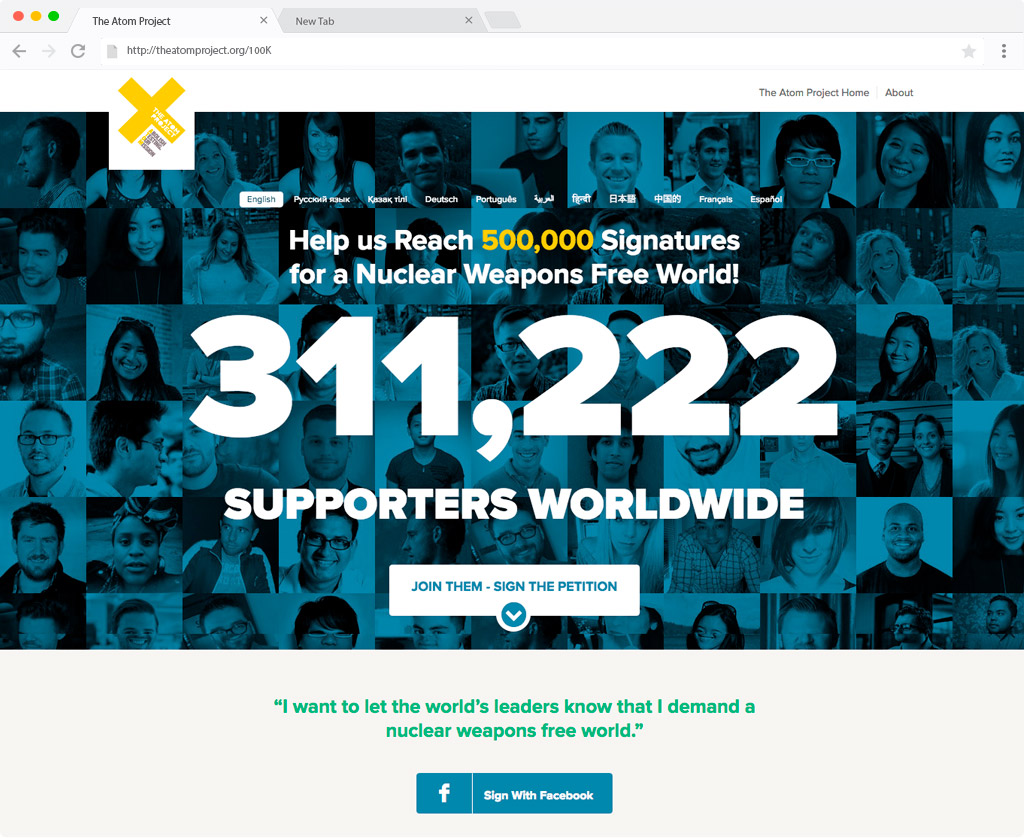 The Atom Project
New Tab
http://theatomproject.org/100K
THE ATOM
PROJECT
The Atom Project Home
About
English
Русский язык
Қазақ тілі
Deutsch
Português
العربية
हिन्दी
日本語
中国的
Français
Español
Help us Reach 500,000 Signatures
for a Nuclear Weapons Free World!
311,222
SUPPORTERS WORLDWIDE
JOIN THEM - SIGN THE PETITION
“I want to let the world’s leaders know that I demand a
nuclear weapons free world.”
f
Sign With Facebook